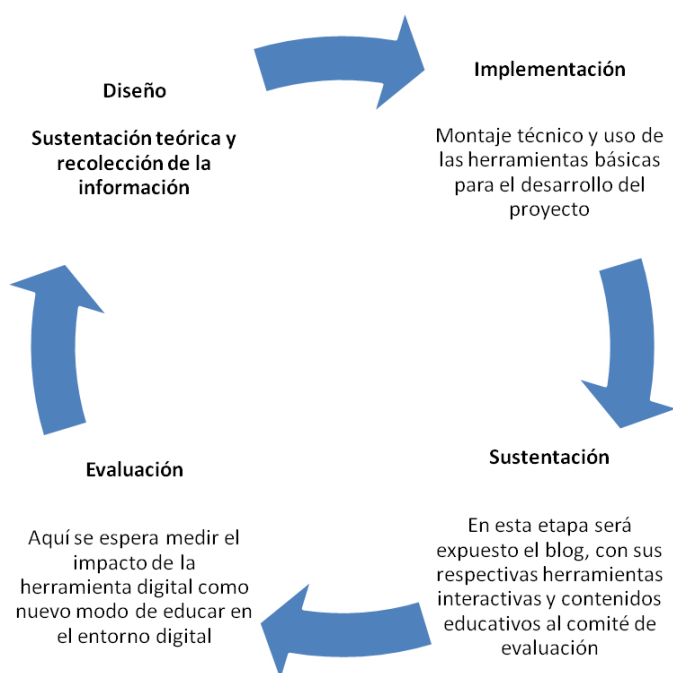 Diseño
Sustentación teórica y
recolección de la
información
Implementación
Montaje técnico y uso de
las herramientas básicas
para el desarrollo del
proyecto
Sustentación
En esta etapa será
expuesto el blog, con sus
respectivas herramientas
interactivas y contenidos
educativos al comité de
evaluación
Evaluación
Aquí se espera medir el
impacto de la
herramienta digital como
nuevo modo de educar en
el entorno digital